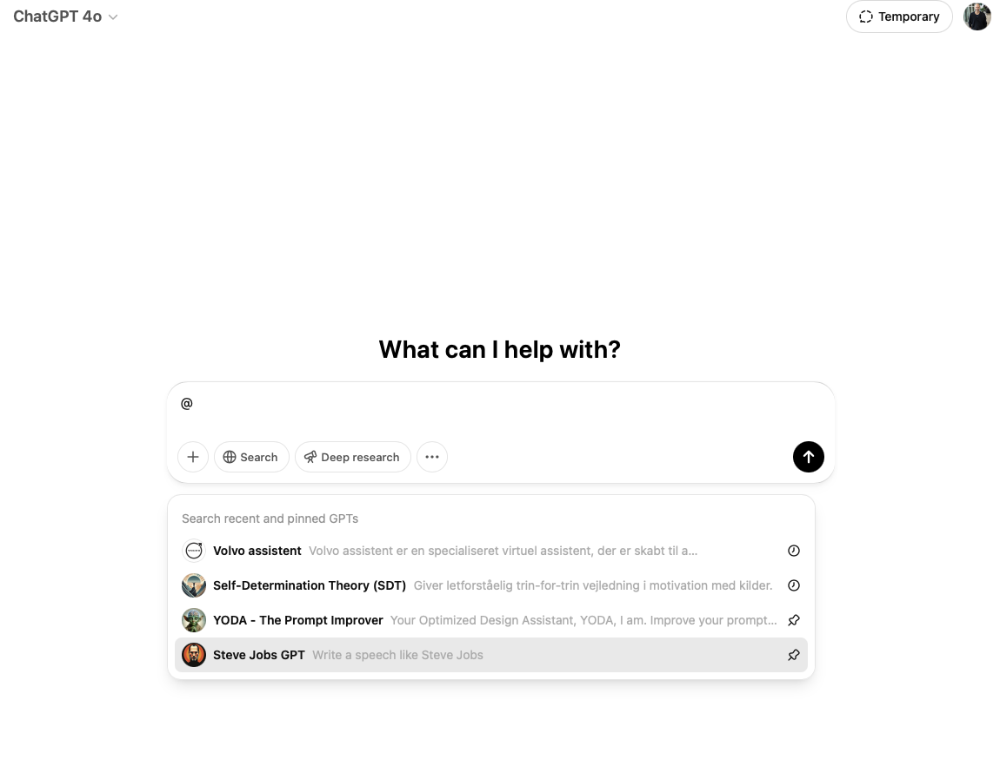 ChatGPT 4o
Temporary
What can I help with?
@
Search
Deep research
Search recent and pinned GPTs
Volvo assistent Volvo assistent er en specialiseret virtuel assistent, der er skabt til a...
Self-Determination Theory (SDT) Giver letforståelig trin-for-trin vejledning i motivation med kilder.
YODA - The Prompt Improver Your Optimized Design Assistant, YODA, I am. Improve your prompt...
Steve Jobs GPT Write a speech like Steve Jobs